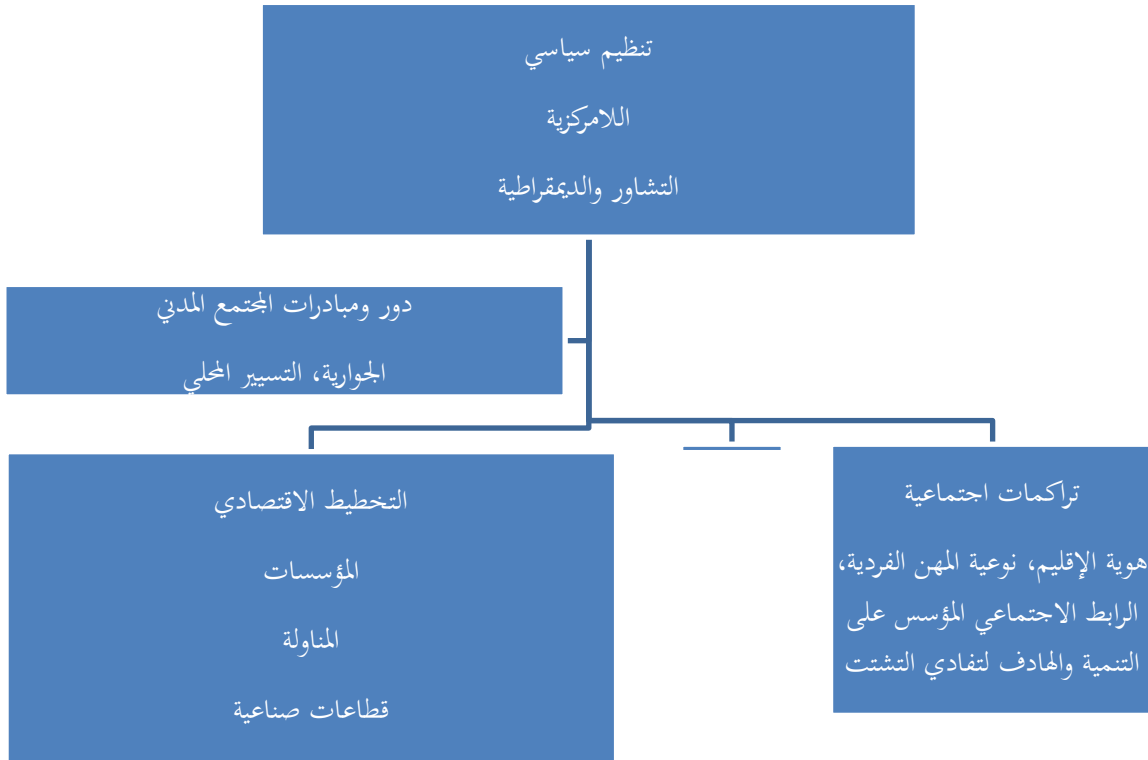 تنظيم سياسي
اللامركزية
التشاور والديمقراطية
دور ومبادرات المجتمع المدني
الجوارية، التسيير المحلي
تراكمات اجتماعية
هوية الإقليم، نوعية المهن الفردية،
الرابط الاجتماعي المؤسس على
التنمية والهادف لتفادي التشتت
التخطيط الاقتصادي
المؤسسات
المناولة
قطاعات صناعية